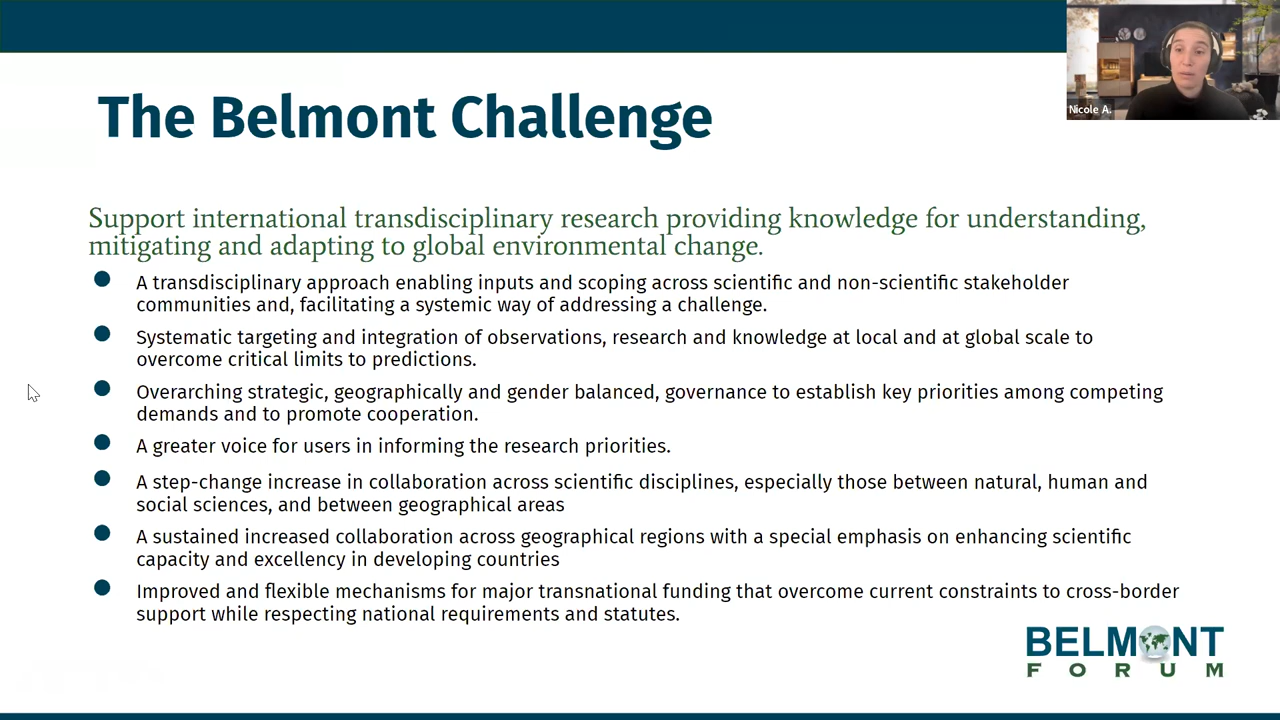 Nicole A.
The Belmont Challenge
Support international transdisciplinary research providing knowledge for understanding,
mitigating and adapting to global environmental change.
A transdisciplinary approach enabling inputs and scoping across scientific and non-scientific stakeholder
communities and, facilitating a systemic way of addressing a challenge.
Systematic targeting and integration of observations, research and knowledge at local and at global scale to
overcome critical limits to predictions.
Overarching strategic, geographically and gender balanced, governance to establish key priorities among competing
demands and to promote cooperation.
A greater voice for users in informing the research priorities.
A step-change increase in collaboration across scientific disciplines, especially those between natural, human and
social sciences, and between geographical areas
A sustained increased collaboration across geographical regions with a special emphasis on enhancing scientific
capacity and excellency in developing countries
Improved and flexible mechanisms for major transnational funding that overcome current constraints to cross-border
support while respecting national requirements and statutes.
BELMONT
FORUM